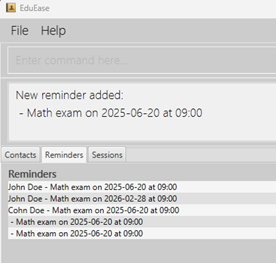 EduEase
File Help
Enter command here...
New reminder added:
- Math exam on 2025-06-20 at 09:00
Contacts Reminders Sessions
Reminders
John Doe - Math exam on 2025-06-20 at 09:00
John Doe - Math exam on 2026-02-28 at 09:00
Cohn Doe - Math exam on 2025-06-20 at 09:00
- Math exam on 2025-06-20 at 09:00
- Math exam on 2025-06-20 at 09:00